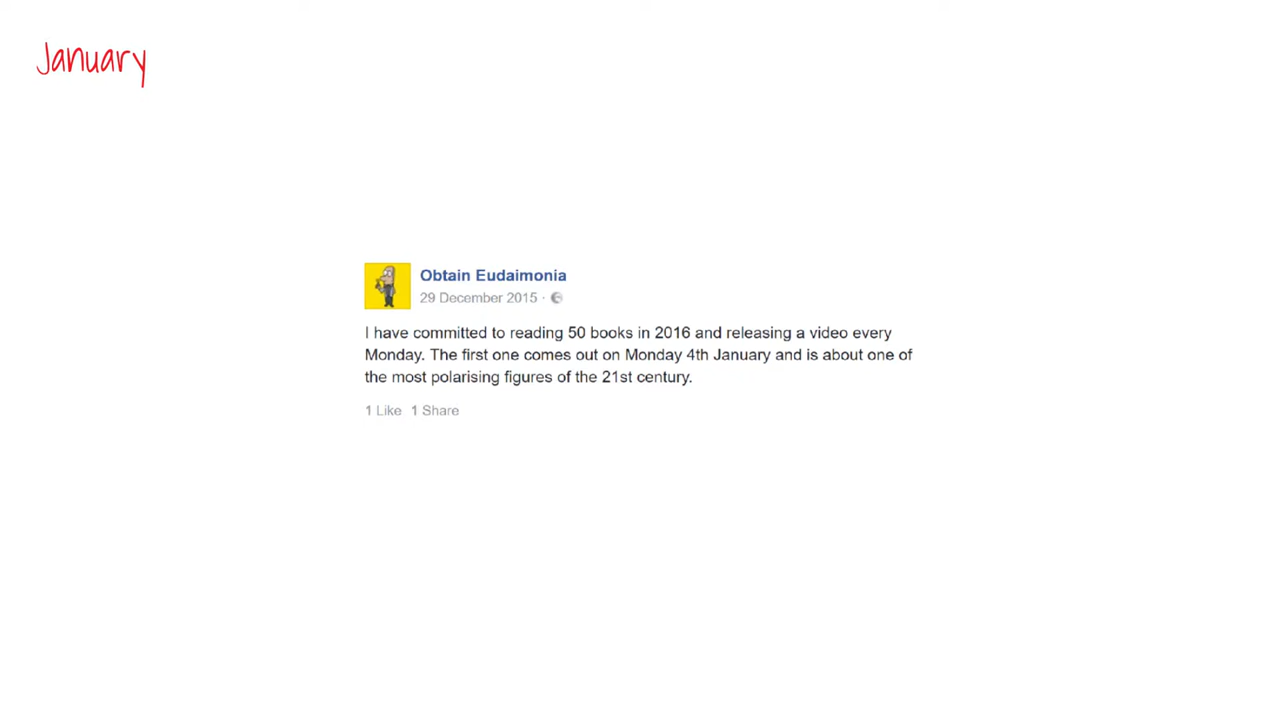 January
Obtain Eudaimonia
29 December 2015 ·
I have committed to reading 50 books in 2016 and releasing a video every
Monday. The first one comes out on Monday 4th January and is about one of
the most polarising figures of the 21st century.
1 Like 1 Share